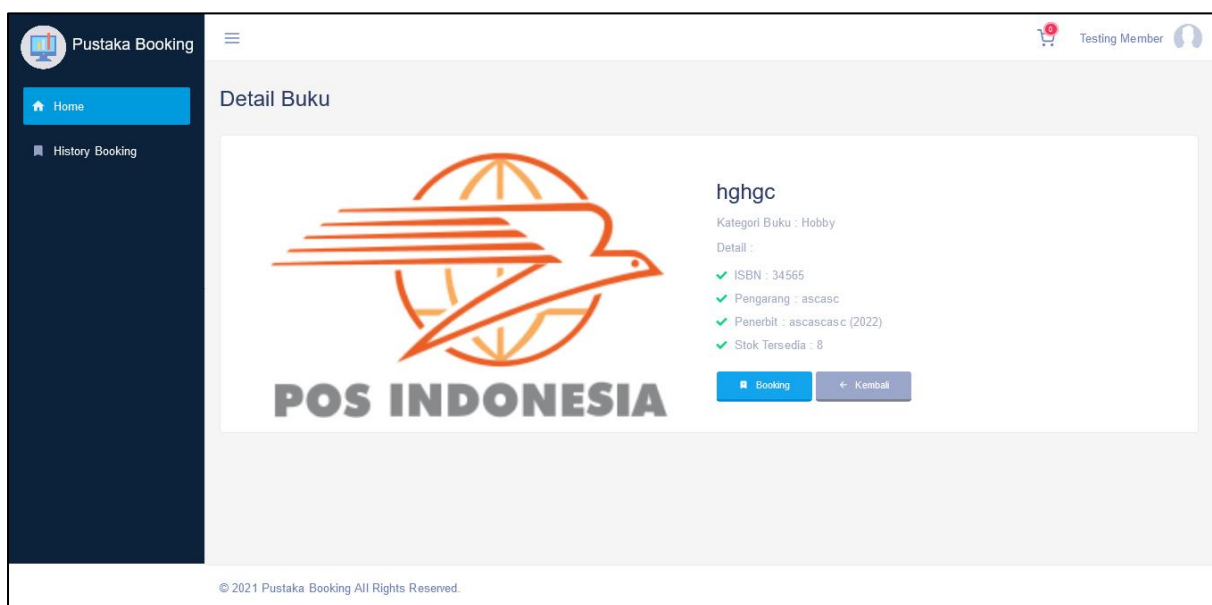 Pustaka Booking
0
Testing Member
Home
History Booking
Detail Buku
POS INDONESIA
hghgc
Kategori Buku : Hobby
Detail :
ISBN : 34565
Pengarang : ascasc
Penerbit : ascascasc (2022)
Stok Tersedia : 8
Booking
Kembali
© 2021 Pustaka Booking All Rights Reserved.